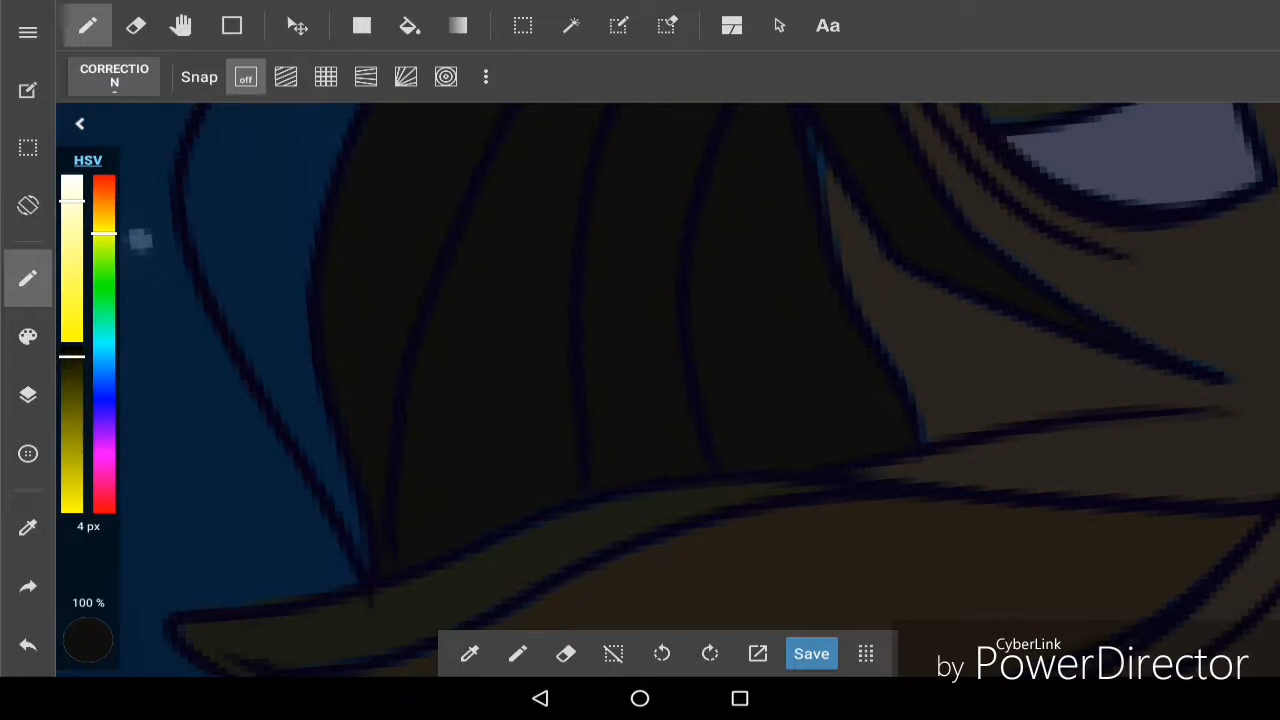 Aa
CORRECTIO
N
Snap
off
HSV
4 px
100 %
Save
CyberLink
by PowerDirector